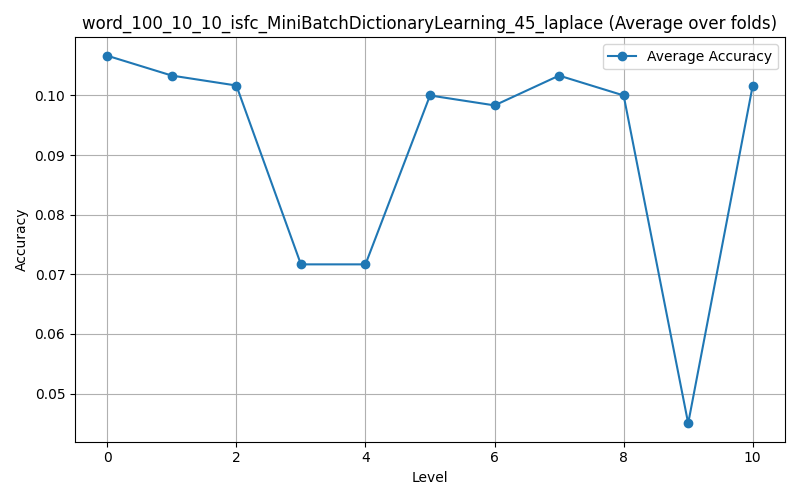 word_100_10_10_isfc_MiniBatchDictionaryLearning_45_laplace (Average over folds)
Average Accuracy
0.10
0.09
0.08
0.07
0.06
0.05
Accuracy
0 2 4 6 8 10
Level